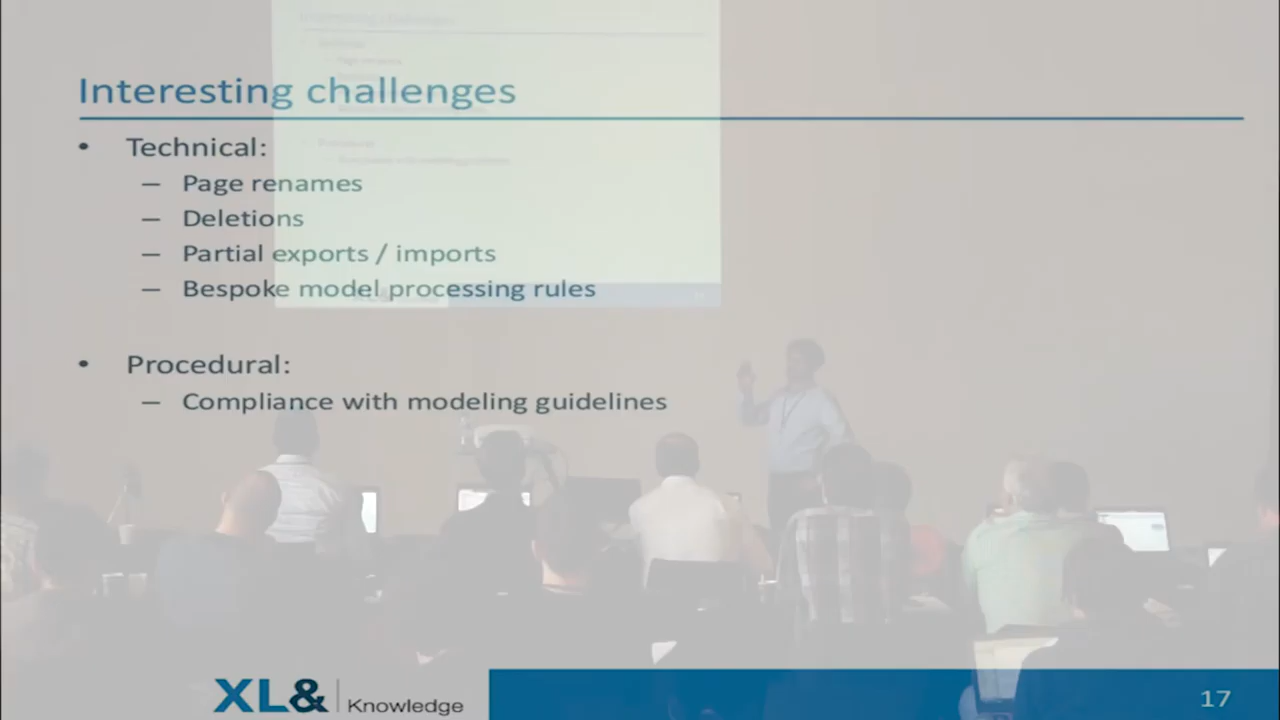 Interesting challenges
• Technical:
– Page renames
– Deletions
– Partial exports / imports
– Bespoke model processing rules
• Procedural:
– Compliance with modeling guidelines
XL& Knowledge
17